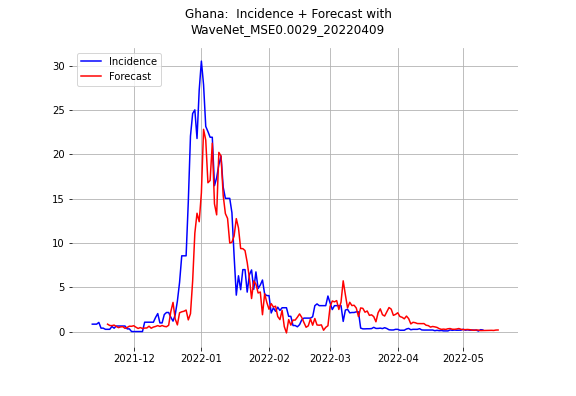 Ghana:  Incidence + Forecast with
WaveNet_MSE0.0029_20220409
Incidence
Forecast
30
25
20
15
10
5
0
2021-12 2022-01 2022-02 2022-03 2022-04 2022-05